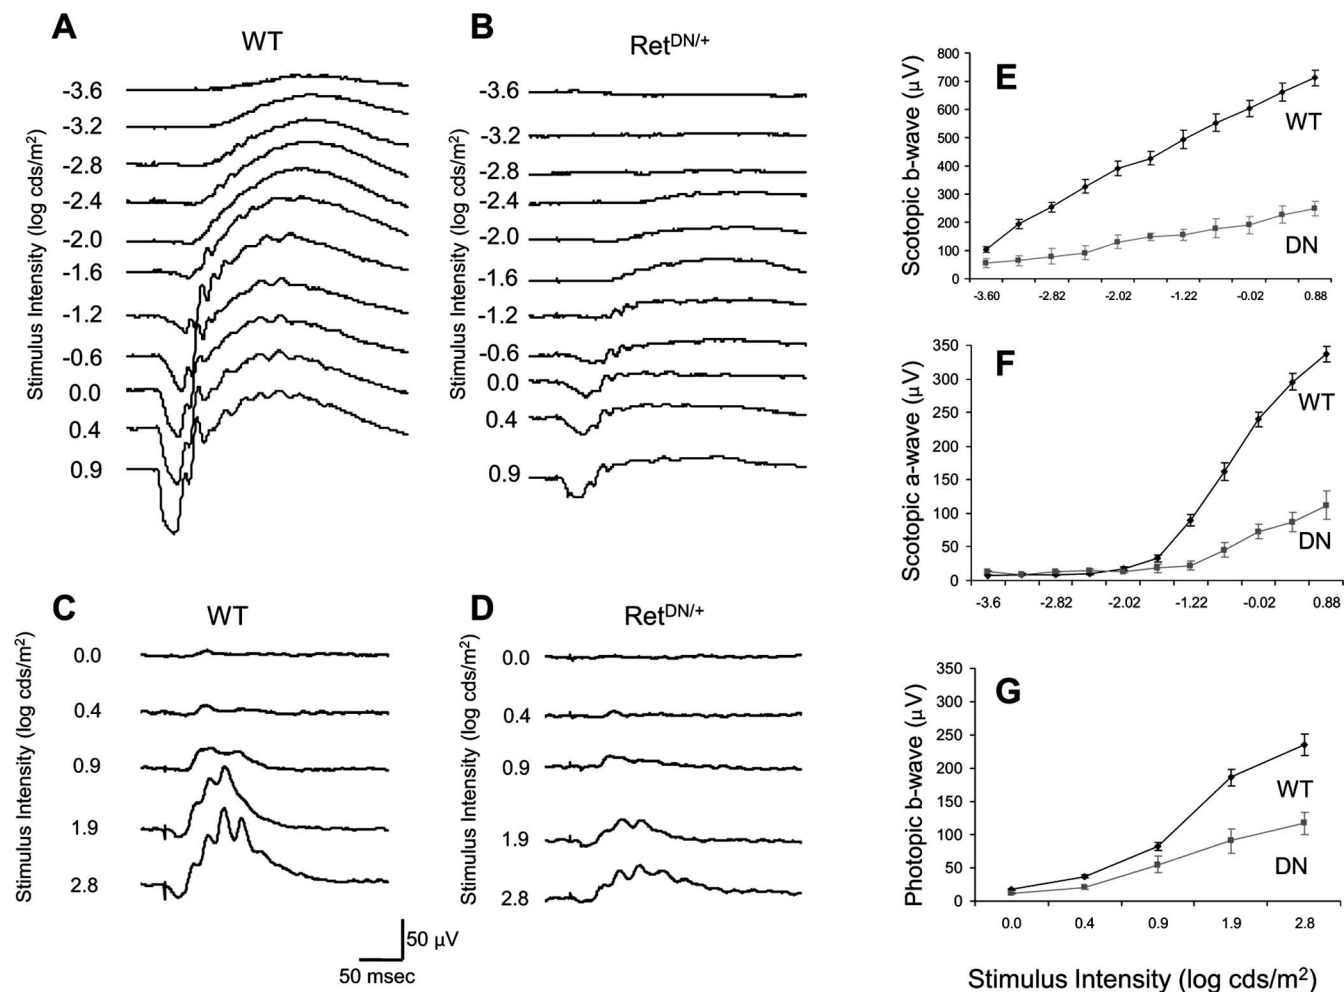 A
WT
Stimulus Intensity (log cds/m²)
-3.6
-3.2
-2.8
-2.4
-2.0
-1.6
-1.2
-0.6
0.0
0.4
0.9
B
Ret^DN/+
Stimulus Intensity (log cds/m²)
-3.6
-3.2
-2.8
-2.4
-2.0
-1.6
-1.2
-0.6
0.0
0.4
0.9
C
WT
Stimulus Intensity (log cds/m²)
0.0
0.4
0.9
1.9
2.8
D
Ret^DN/+
Stimulus Intensity (log cds/m²)
0.0
0.4
0.9
1.9
2.8
50 µV
50 msec
E
Scotopic b-wave (µV)
800
700
600
500
400
300
200
100
0
WT
DN
-3.60 -2.82 -2.02 -1.22 -0.02 0.88
F
Scotopic a-wave (µV)
350
300
250
200
150
100
50
0
WT
DN
-3.6 -2.82 -2.02 -1.22 -0.02 0.88
G
Photopic b-wave (µV)
350
300
250
200
150
100
50
0
WT
DN
0.0 0.4 0.9 1.9 2.8
Stimulus Intensity (log cds/m²)